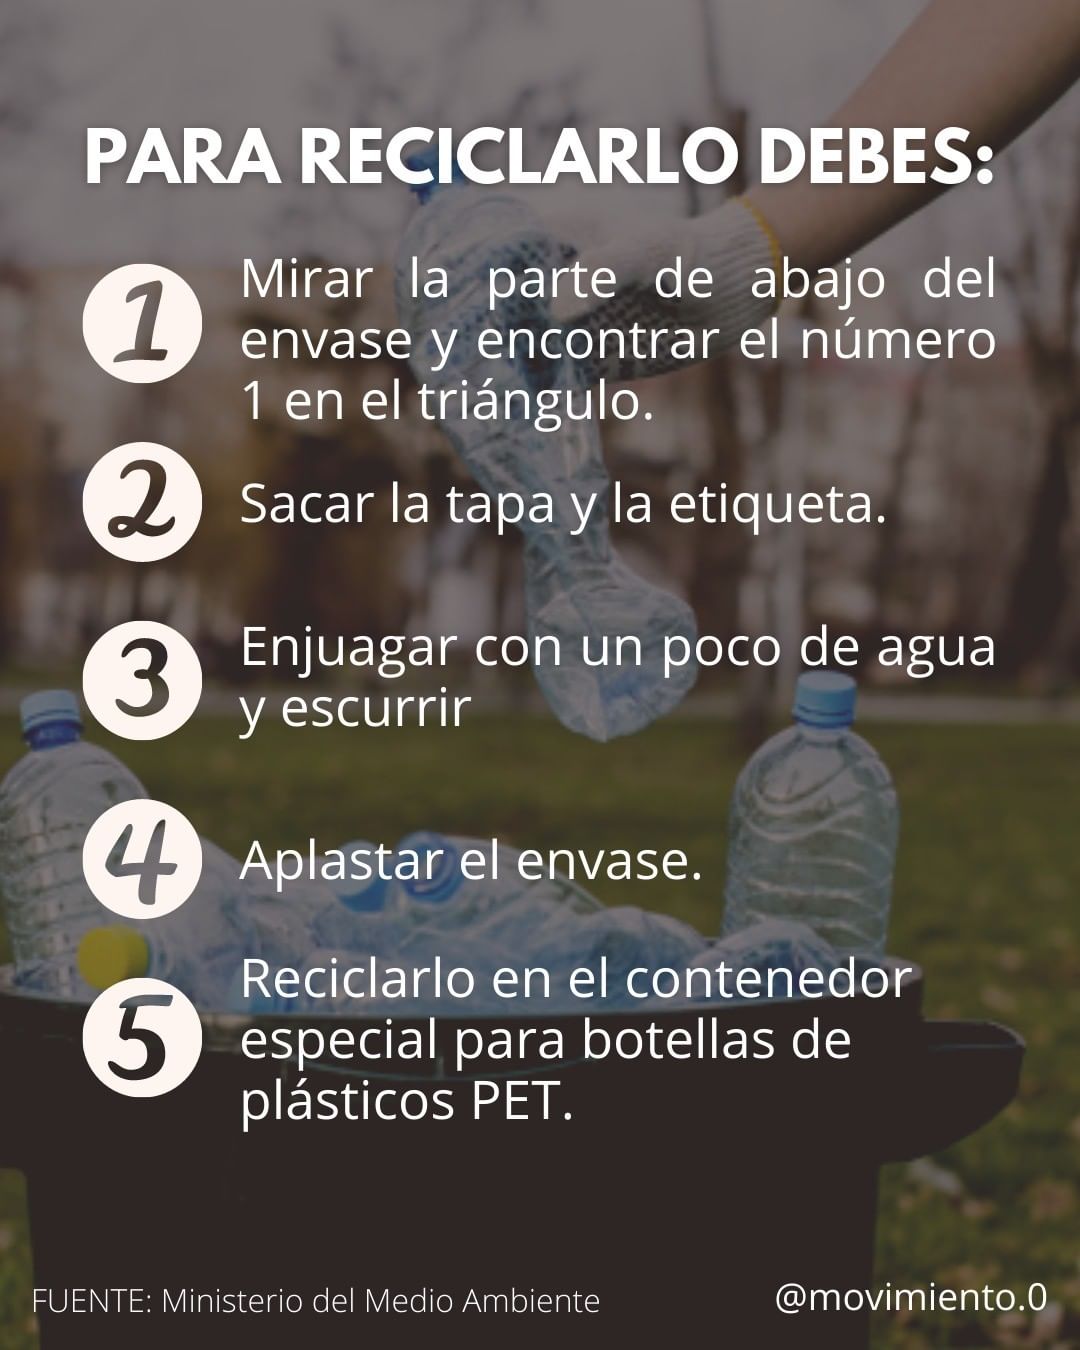 PARA RECICLARLO DEBES:
1
Mirar la parte de abajo del
envase y encontrar el número
1 en el triángulo.
2
Sacar la tapa y la etiqueta.
3
Enjuagar con un poco de agua
y escurrir
4
Aplastar el envase.
5
Reciclarlo en el contenedor
especial para botellas de
plásticos PET.
FUENTE: Ministerio del Medio Ambiente
@movimiento.0